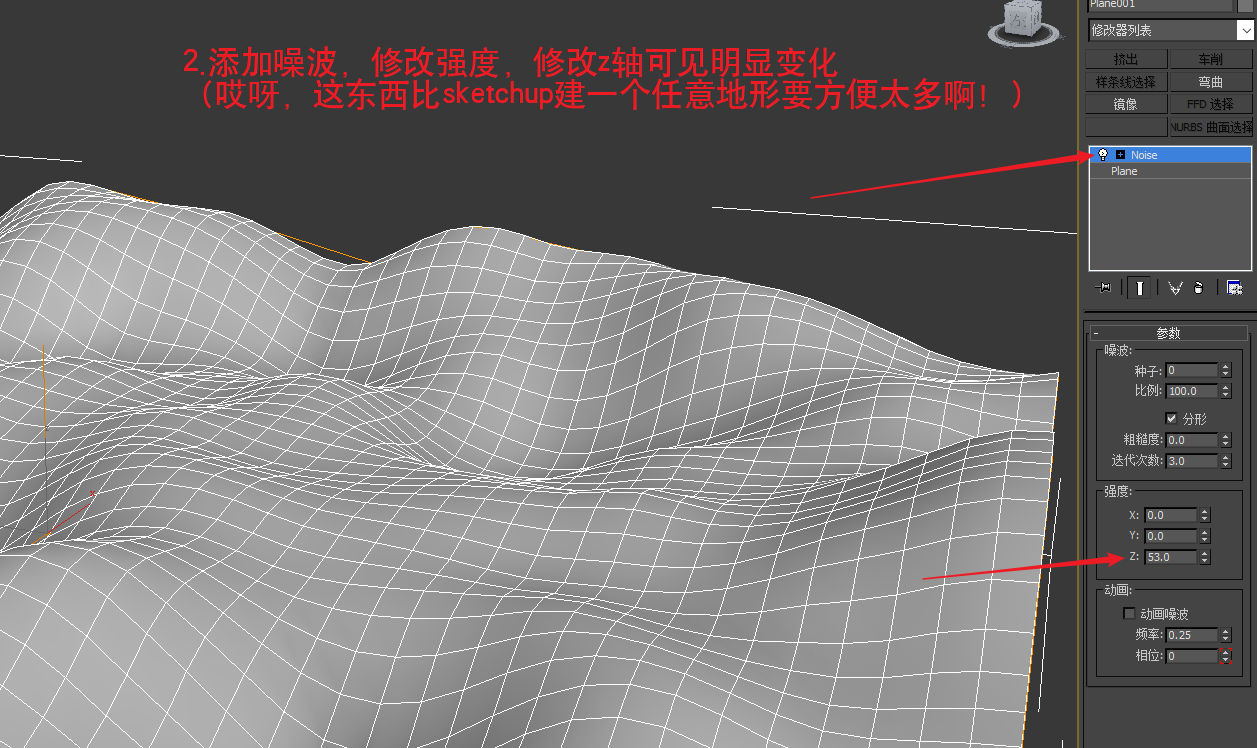 Plane001
修改器列表
2.添加噪波，修改强度，修改z轴可见明显变化
（哎呀，这东西比sketchup建一个任意地形要方便太多啊！）
挤出 车削
样条线选择 弯曲
镜像 FFD 选择
NURBS 曲面选择
Noise
Plane
- 参数
噪波:
种子: 0
比例: 100.0
分形
粗糙度: 0.0
迭代次数: 3.0
强度:
X: 0.0
Y: 0.0
Z: 53.0
动画:
动画噪波
频率: 0.25
相位: 0